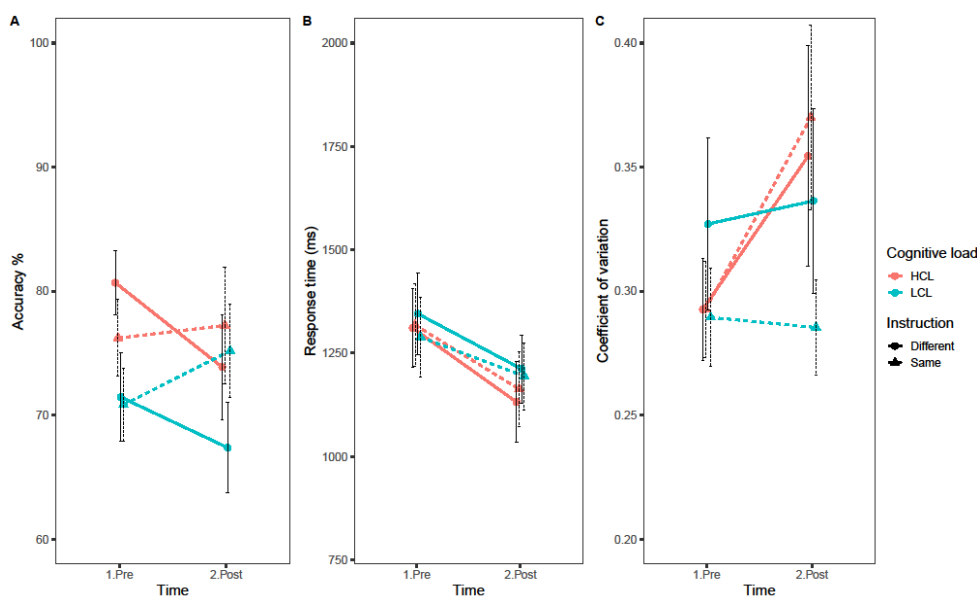 A
Accuracy %
100
90
80
70
60
1.Pre
2.Post
Time
B
Response time (ms)
2000
1750
1500
1250
1000
750
1.Pre
2.Post
Time
C
Coefficient of variation
0.40
0.35
0.30
0.25
0.20
1.Pre
2.Post
Time
Cognitive load
HCL
LCL
Instruction
Different
Same